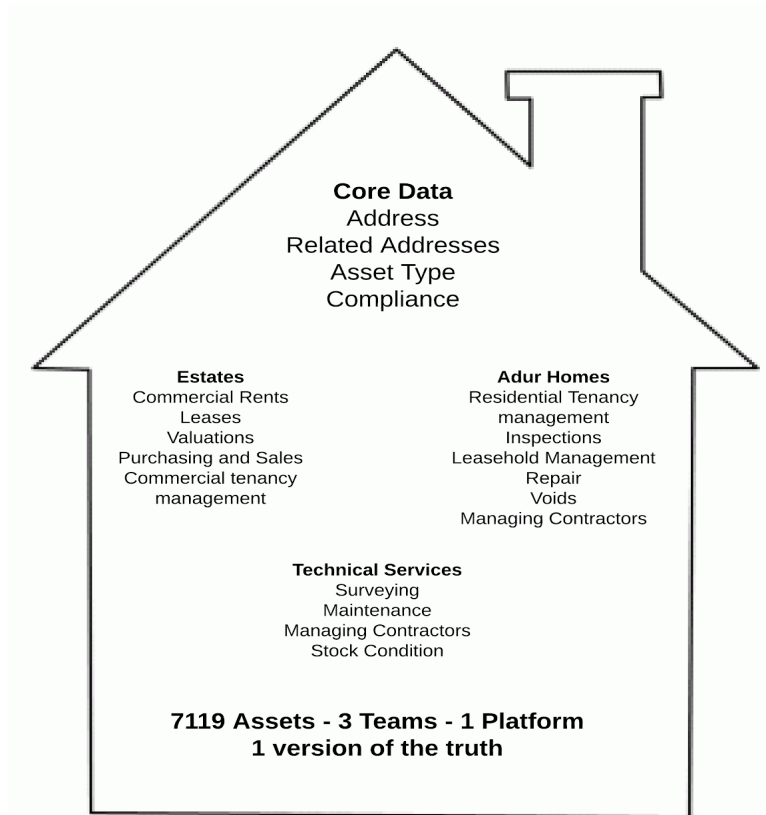 Core Data
Address
Related Addresses
Asset Type
Compliance
Estates
Commercial Rents
Leases
Valuations
Purchasing and Sales
Commercial tenancy
management
Adur Homes
Residential Tenancy
management
Inspections
Leasehold Management
Repair
Voids
Managing Contractors
Technical Services
Surveying
Maintenance
Managing Contractors
Stock Condition
7119 Assets - 3 Teams - 1 Platform
1 version of the truth